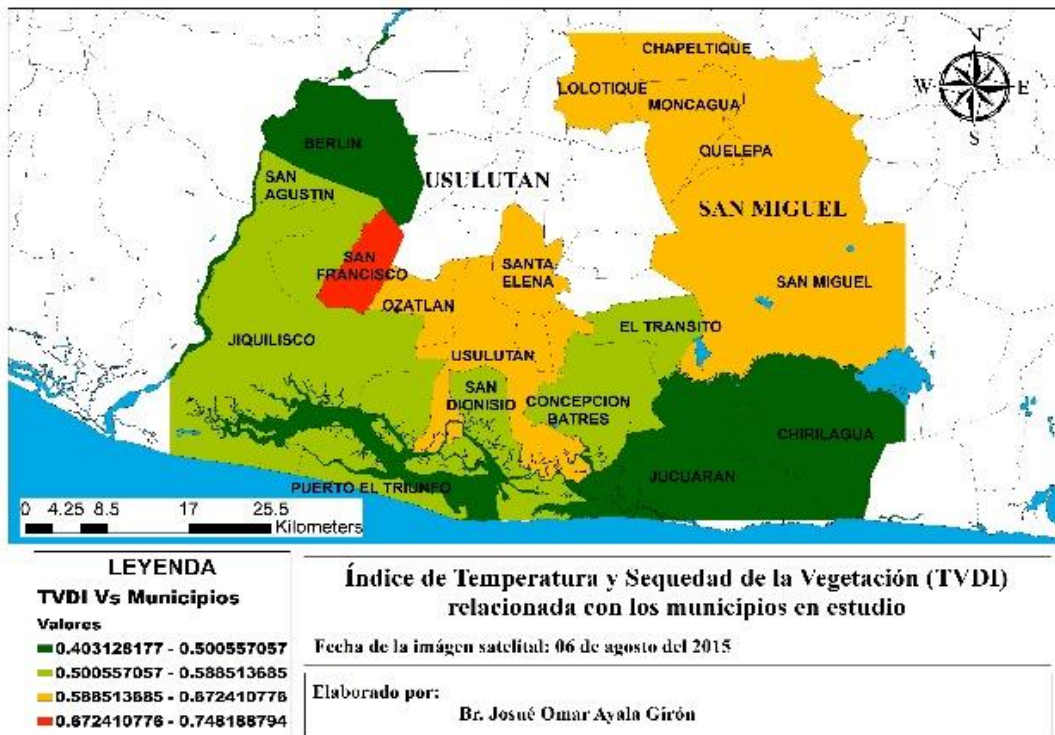 CHAPELTIQUE
N
LOLOTIQUE
MONCAGUA
W
E
BERLIN
S
QUELEPA
SAN
AGUSTIN
USULUTAN
SAN MIGUEL
SAN
FRANCISCO
SANTA
ELENA
SAN MIGUEL
OZATLAN
EL TRANSITO
JIQUILISCO
USULUTAN
SAN
DIONISIO
CONCEPCION
BATRES
CHIRILAGUA
JUCUARAN
PUERTO EL TRIUNFO
0 4.25 8.5 17 25.5
Kilometers
LEYENDA
TVDI Vs Municipios
Valores
0.403128177 - 0.500557057
0.500557057 - 0.588513685
0.588513685 - 0.672410776
0.672410776 - 0.748188794
Índice de Temperatura y Sequedad de la Vegetación (TVDI)
relacionada con los municipios en estudio
Fecha de la imágen satelital: 06 de agosto del 2015
Elaborado por:
Br. Josué Omar Ayala Girón